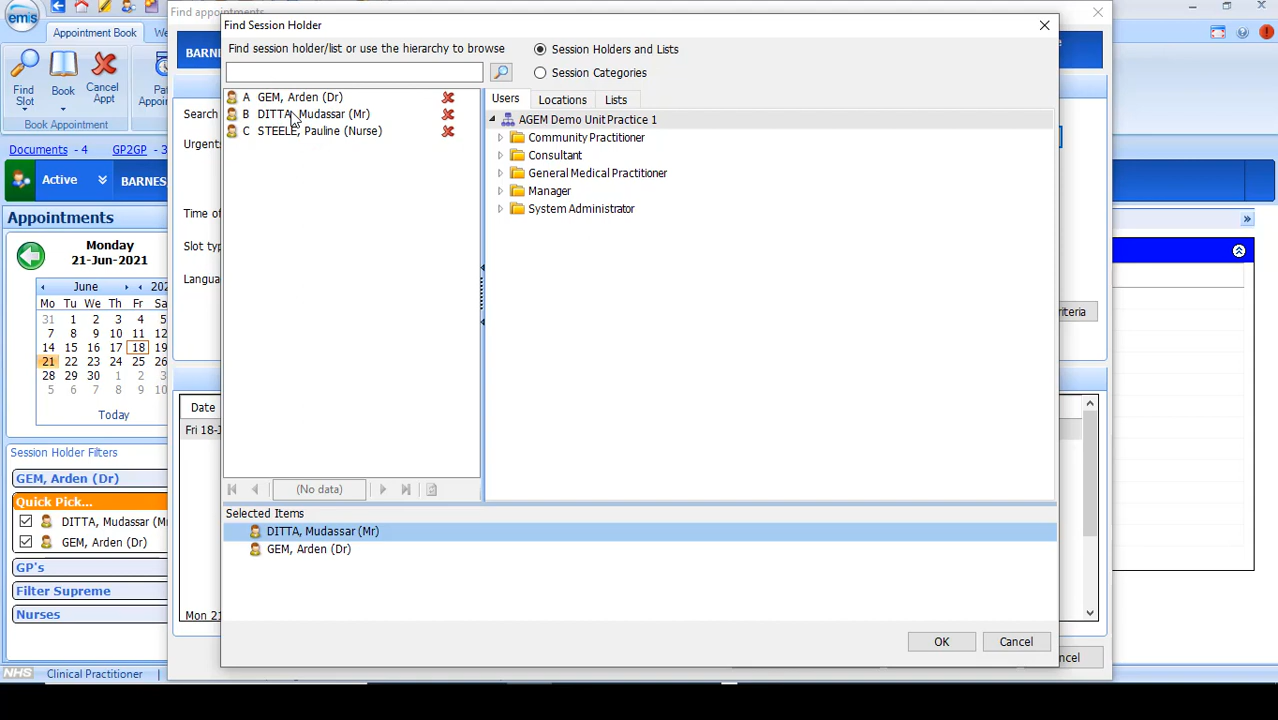 emis
Find appointments
Appointment Book
Find Slot
Book
Cancel Appt
Book Appointment
Documents - 4
GP2GP - 3
Active
BARNES
BARNES
Search
Urgents
Time of
Slot typ
Langua
Appointments
Monday
21-Jun-2021
June
Mo Tu We Th Fr Sa
31 1 2 3 4 5
7 8 9 10 11 12
14 15 16 17 18 19
21 22 23 24 25 26
28 29 30 1 2 3
5 6 7 8 9
Today
Session Holder Filters
GEM, Arden (Dr)
Quick Pick...
DITTA, Mudassar (M
GEM, Arden (Dr)
GP's
Filter Supreme
Nurses
NHS
Clinical Practitioner
Date
Fri 18-
Mon 21
Find Session Holder
Find session holder/list or use the hierarchy to browse
Session Holders and Lists
Session Categories
A GEM, Arden (Dr)
B DITTA, Mudassar (Mr)
C STEELE, Pauline (Nurse)
Users Locations Lists
AGEM Demo Unit Practice 1
Community Practitioner
Consultant
General Medical Practitioner
Manager
System Administrator
(No data)
Selected Items
DITTA, Mudassar (Mr)
GEM, Arden (Dr)
OK
Cancel
iteria
ncel